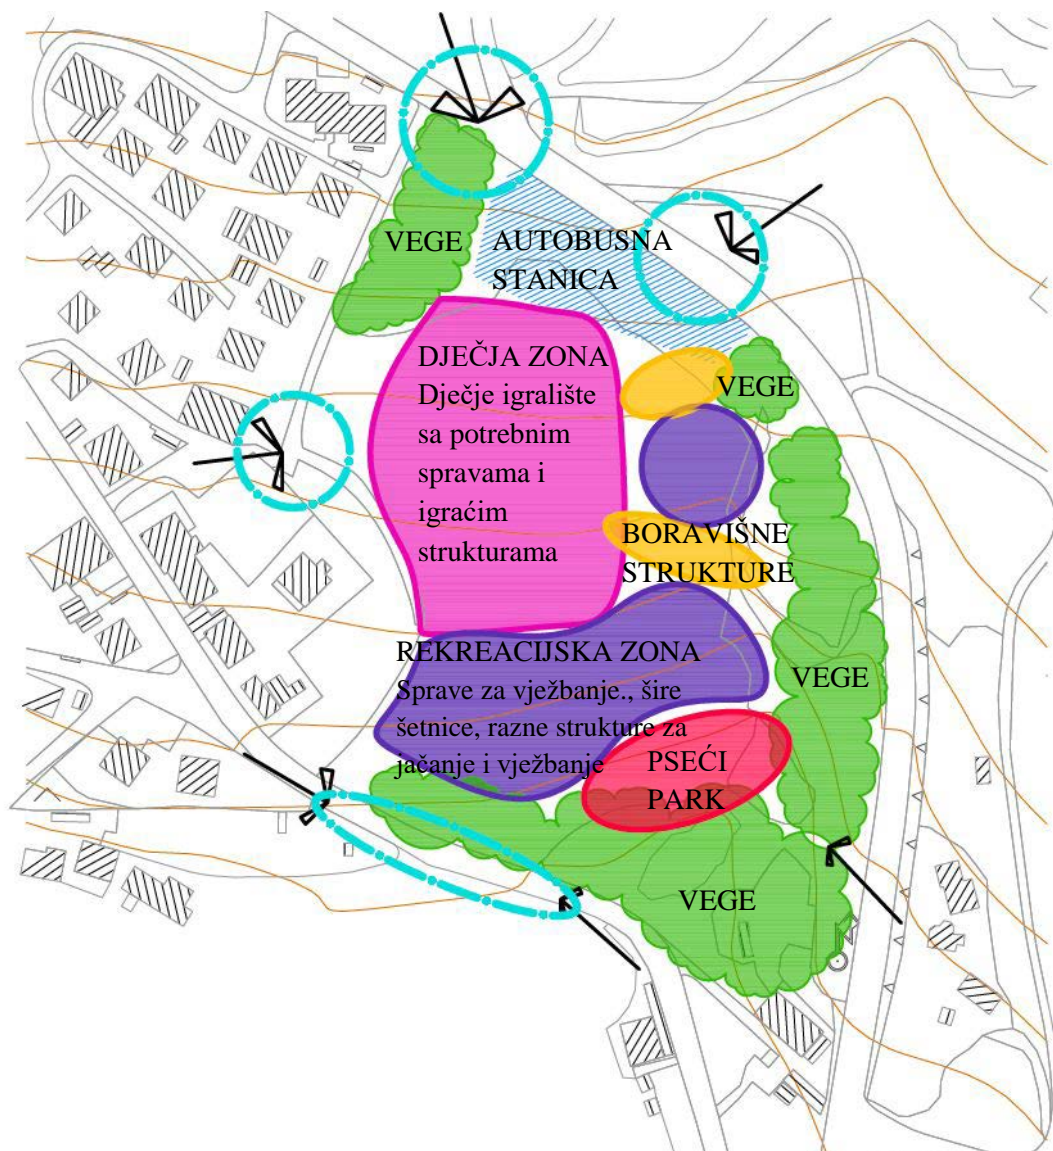 VEGE
AUTOBUSNA
STANICA
DJEČJA ZONA
Dječje igralište
sa potrebnim
spravama i
igraćim
strukturama
VEGE
BORAVIŠNE
STRUKTURE
REKREACIJSKA ZONA
Sprave za vježbanje., šire
šetnice, razne strukture za
jačanje i vježbanje
VEGE
PSEĆI
PARK
VEGE